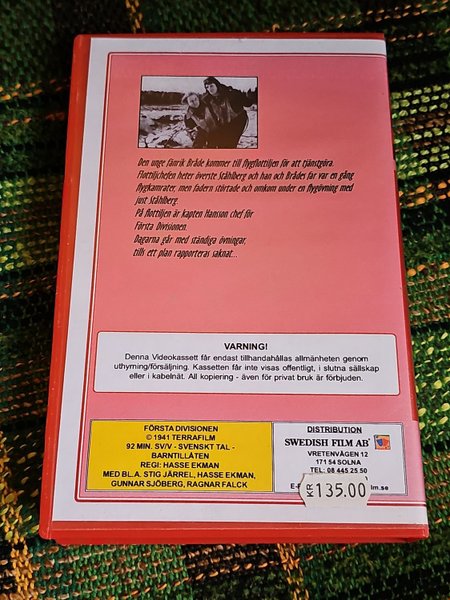 Den unge fänrik Bråde kommer till flygflottiljen för att tjänstgöra.
Flottiljchefen heter överste Ståhlberg och han och Brådes far var en gång
flygkamrater, men fadern störtade och omkom under en flygövning med
just Ståhlberg.
På flottiljen är kapten Hansson chef för
Första Divisionen.
Dagarna går med ständiga övningar,
tills ett plan rapporteras saknat...
VARNING!
Denna Videokassett får endast tillhandahållas allmänheten genom
uthyrning/försäljning. Kassetten får inte visas offentligt, i slutna sällskap
eller i kabelnät. All kopiering - även för privat bruk är förbjuden.
FÖRSTA DIVISIONEN
© 1941 TERRAFILM
92 MIN. SV/V - SVENSKT TAL -
BARNTILLÅTEN
REGI: HASSE EKMAN
MED BL.A. STIG JÄRREL, HASSE EKMAN,
GUNNAR SJÖBERG, RAGNAR FALCK
DISTRIBUTION
SWEDISH FILM AB
VRETENVÄGEN 12
171 54 SOLNA
TEL: 08 445 25 50
KR 135.00